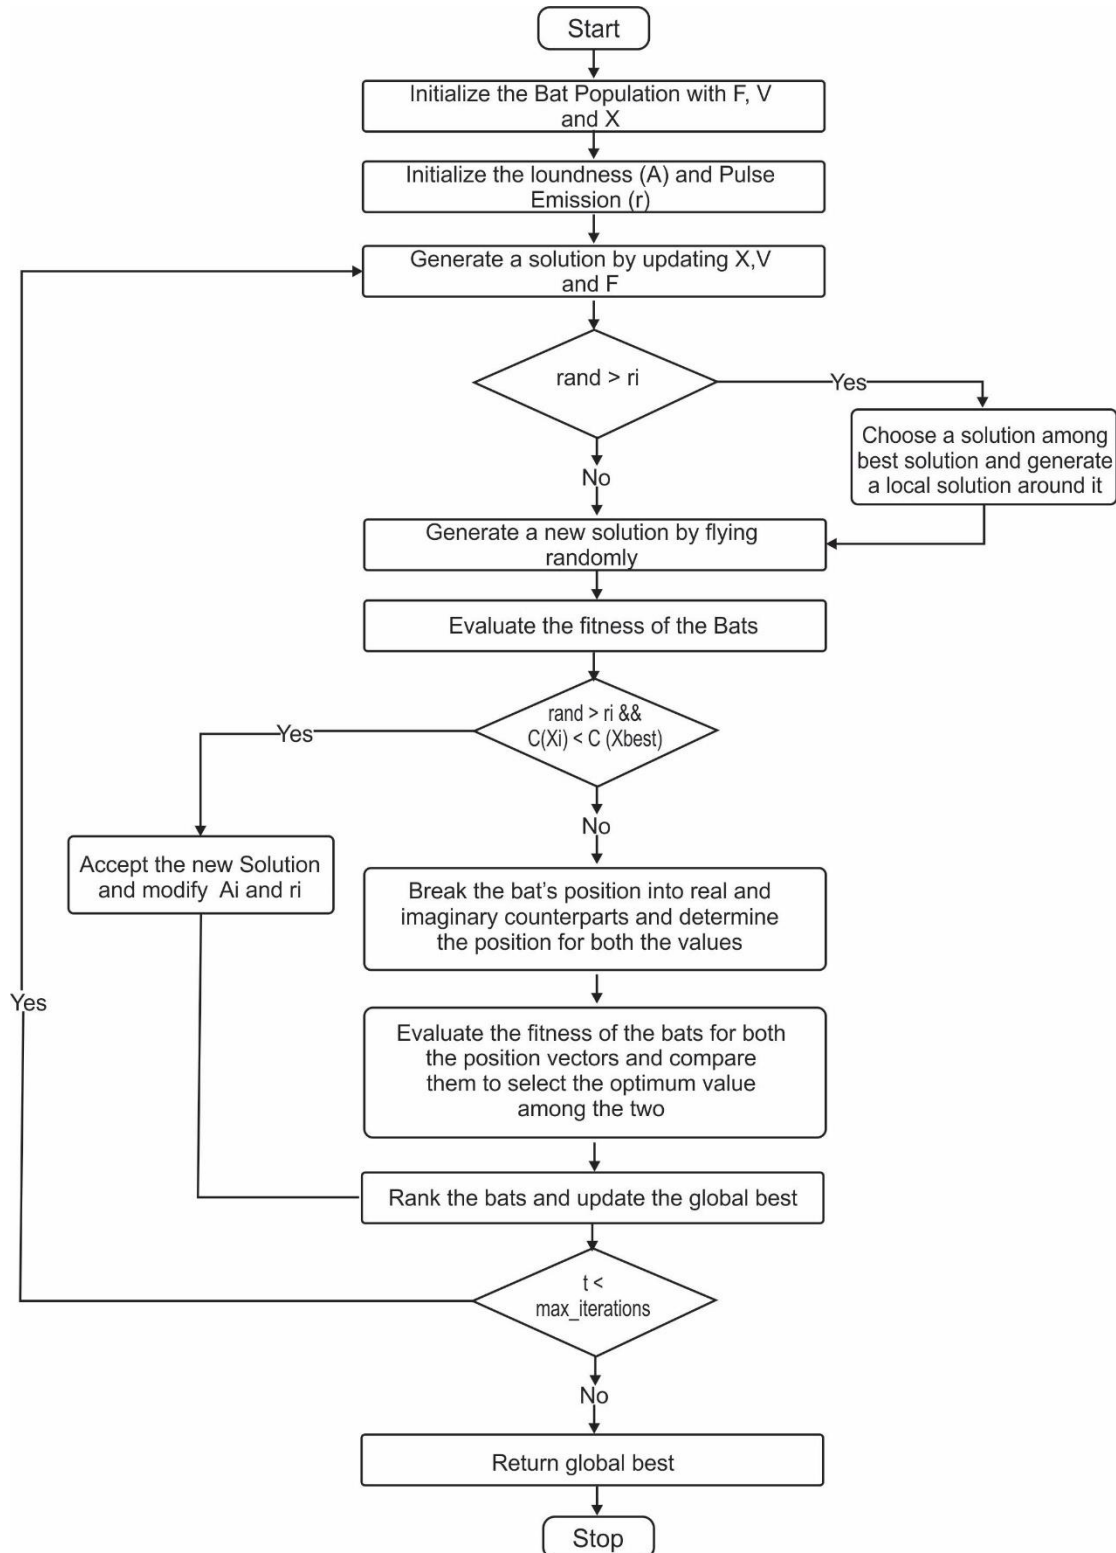 Start
Initialize the Bat Population with F, V
and X
Initialize the loundness (A) and Pulse
Emission (r)
Generate a solution by updating X,V
and F
rand > ri
Yes
Choose a solution among
best solution and generate
a local solution around it
No
Generate a new solution by flying
randomly
Evaluate the fitness of the Bats
rand > ri &&
C(Xi) < C (Xbest)
Yes
No
Accept the new Solution
and modify Ai and ri
Break the bat's position into real and
imaginary counterparts and determine
the position for both the values
Yes
Evaluate the fitness of the bats for both
the position vectors and compare
them to select the optimum value
among the two
Rank the bats and update the global best
t <
max_iterations
No
Return global best
Stop